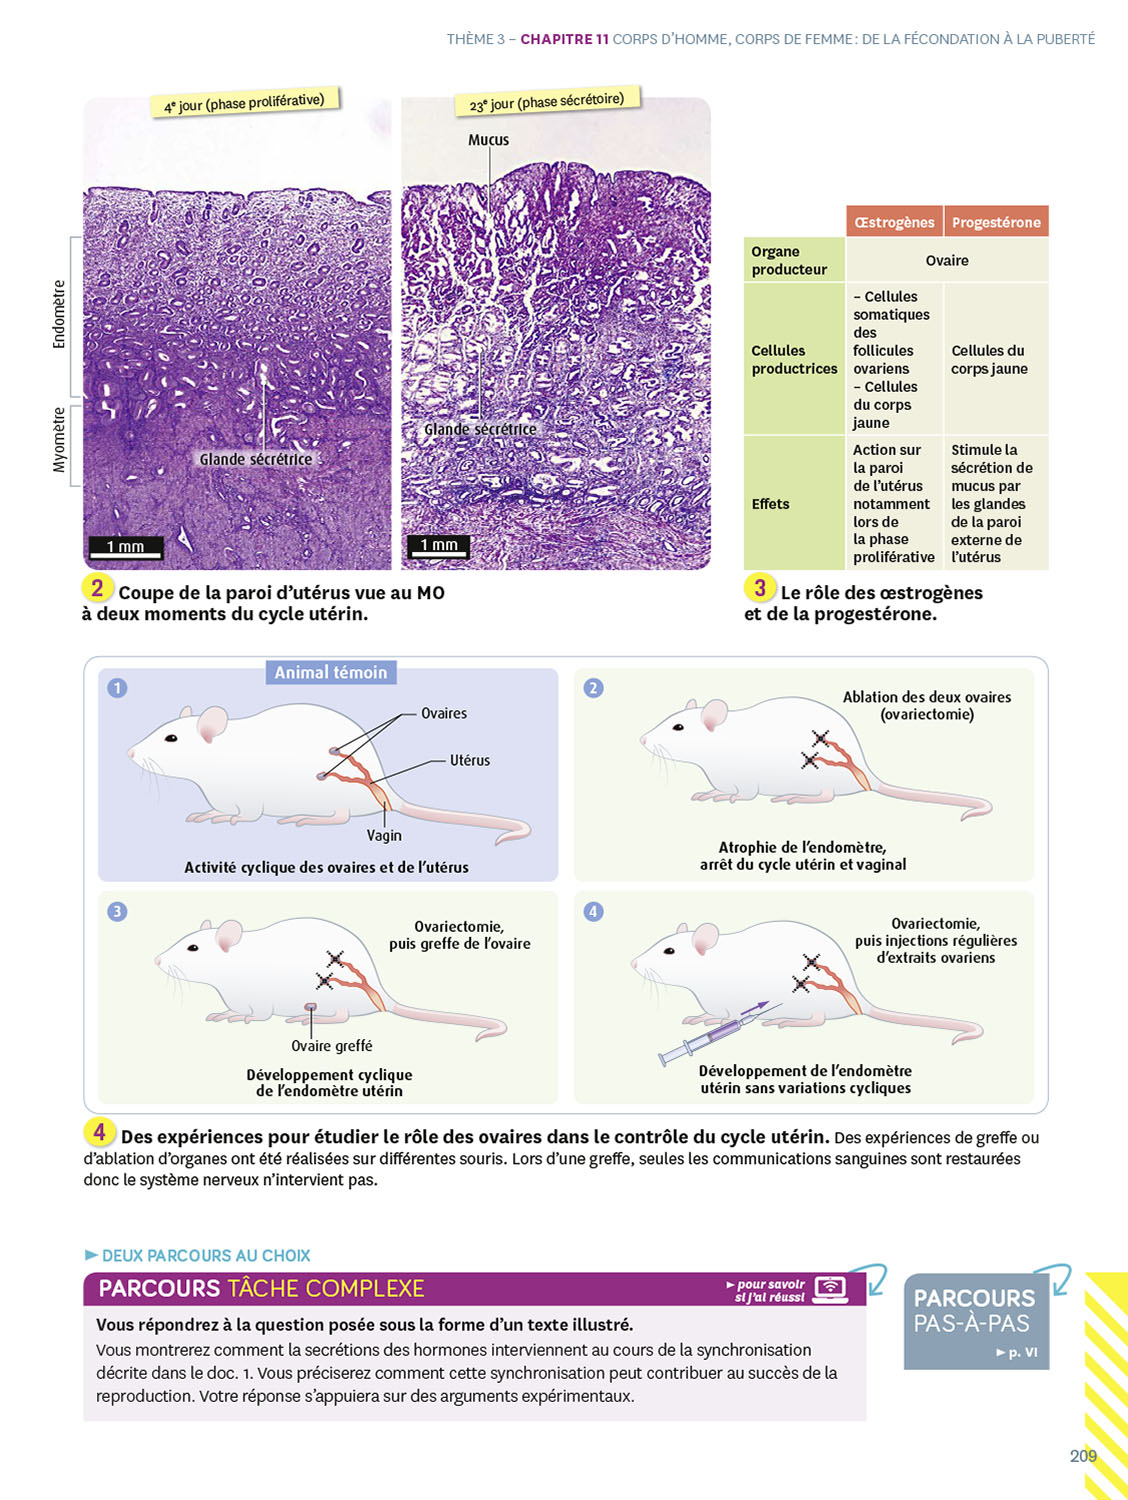 THÈME 3 – CHAPITRE 11 CORPS D'HOMME, CORPS DE FEMME : DE LA FÉCONDATION À LA PUBERTÉ
4e jour (phase proliférative)
23e jour (phase sécrétoire)
Mucus
Endomètre
Myomètre
Glande sécrétrice
Glande sécrétrice
1 mm
1 mm
2 Coupe de la paroi d'utérus vue au MO
à deux moments du cycle utérin.
Œstrogènes
Progestérone
Organe
producteur
Ovaire
Cellules
productrices
– Cellules
somatiques
des
follicules
ovariens
– Cellules
du corps
jaune
Cellules du
corps jaune
Effets
Action sur
la paroi
de l'utérus
notamment
lors de
la phase
proliférative
Stimule la
sécrétion de
mucus par
les glandes
de la paroi
externe de
l'utérus
3 Le rôle des œstrogènes
et de la progestérone.
1
Animal témoin
Ovaires
Utérus
Vagin
Activité cyclique des ovaires et de l'utérus
2
Ablation des deux ovaires
(ovariectomie)
Atrophie de l'endomètre,
arrêt du cycle utérin et vaginal
3
Ovariectomie,
puis greffe de l'ovaire
Ovaire greffé
Développement cyclique
de l'endomètre utérin
4
Ovariectomie,
puis injections régulières
d'extraits ovariens
Développement de l'endomètre
utérin sans variations cycliques
4 Des expériences pour étudier le rôle des ovaires dans le contrôle du cycle utérin. Des expériences de greffe ou
d'ablation d'organes ont été réalisées sur différentes souris. Lors d'une greffe, seules les communications sanguines sont restaurées
donc le système nerveux n'intervient pas.
► DEUX PARCOURS AU CHOIX
PARCOURS TÂCHE COMPLEXE
► pour savoir
si j'ai réussi
Vous répondrez à la question posée sous la forme d'un texte illustré.
Vous montrerez comment la secrétions des hormones interviennent au cours de la synchronisation
décrite dans le doc. 1. Vous préciserez comment cette synchronisation peut contribuer au succès de la
reproduction. Votre réponse s'appuiera sur des arguments expérimentaux.
PARCOURS
PAS-À-PAS
► p. VI
209